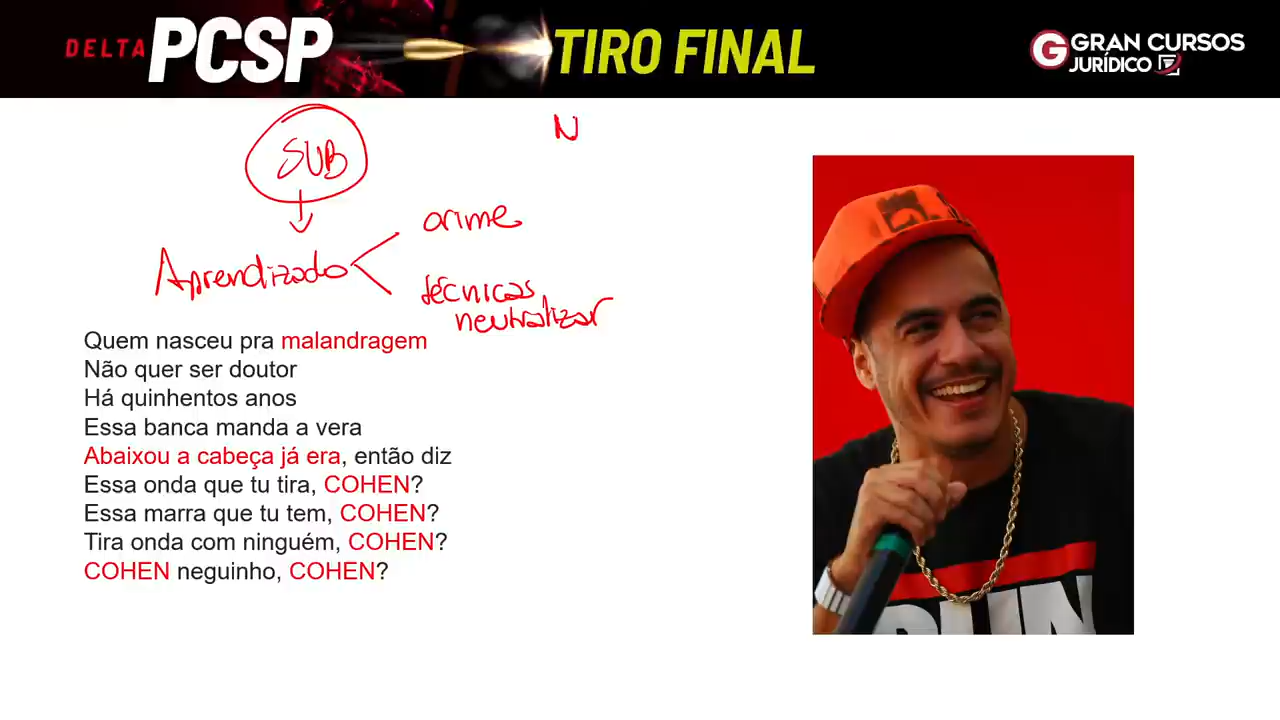 DELTA PCSP TIRO FINAL
GRAN CURSOS
JURÍDICO
SUB
N
Aprendizado
crime
técnicas
neutralizar
Quem nasceu pra malandragem
Não quer ser doutor
Há quinhentos anos
Essa banca manda a vera
Abaixou a cabeça já era, então diz
Essa onda que tu tira, COHEN?
Essa marra que tu tem, COHEN?
Tira onda com ninguém, COHEN?
COHEN neguinho, COHEN?